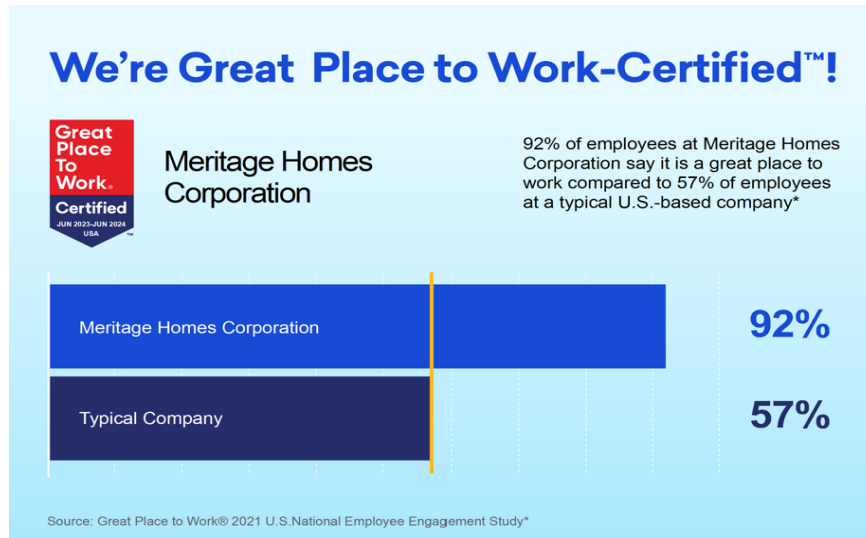 We're Great Place to Work-Certified™!
Great
Place
To
Work®
Certified
JUN 2023-JUN 2024
USA
™
Meritage Homes
Corporation
92% of employees at Meritage Homes
Corporation say it is a great place to
work compared to 57% of employees
at a typical U.S.-based company*
Meritage Homes Corporation
92%
Typical Company
57%
Source: Great Place to Work® 2021 U.S.National Employee Engagement Study*